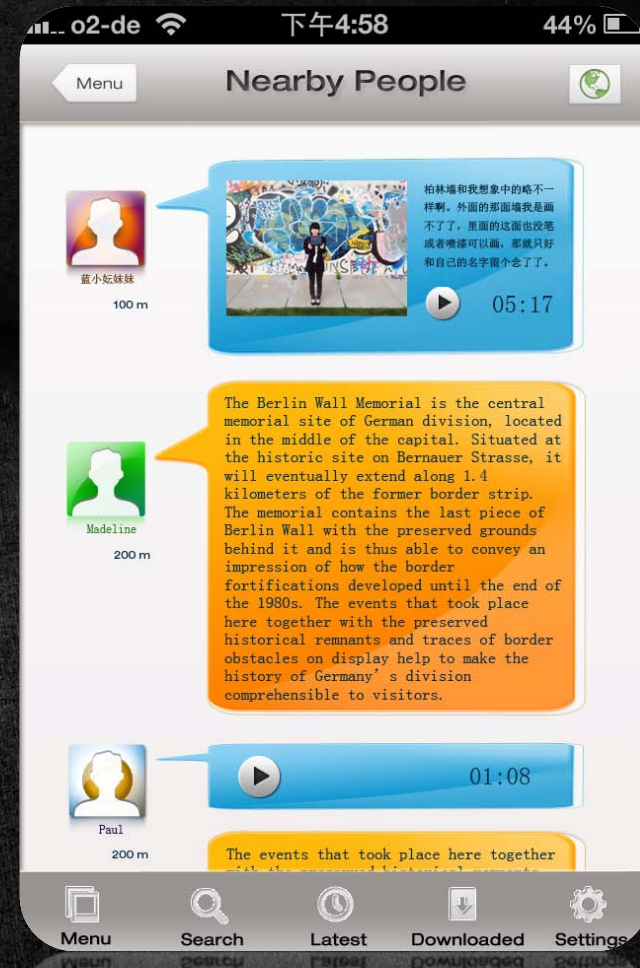 o2-de 下午4:58 44%
Menu Nearby People
柏林墙和我想象中的略不一
样啊。外面的那面墙我是画
不了了，里面的这面也没笔
或者喷漆可以画，那就只好
和自己的名字留个念了了。
05:17
蓝小妘妹妹
100 m
The Berlin Wall Memorial is the central
memorial site of German division, located
in the middle of the capital. Situated at
the historic site on Bernauer Strasse, it
will eventually extend along 1.4
kilometers of the former border strip.
The memorial contains the last piece of
Berlin Wall with the preserved grounds
behind it and is thus able to convey an
impression of how the border
fortifications developed until the end of
the 1980s. The events that took place
here together with the preserved
historical remnants and traces of border
obstacles on display help to make the
history of Germany's division
comprehensible to visitors.
Madeline
200 m
01:08
Paul
200 m
The events that took place here together
with the preserved historical remnants
Menu Search Latest Downloaded Settings